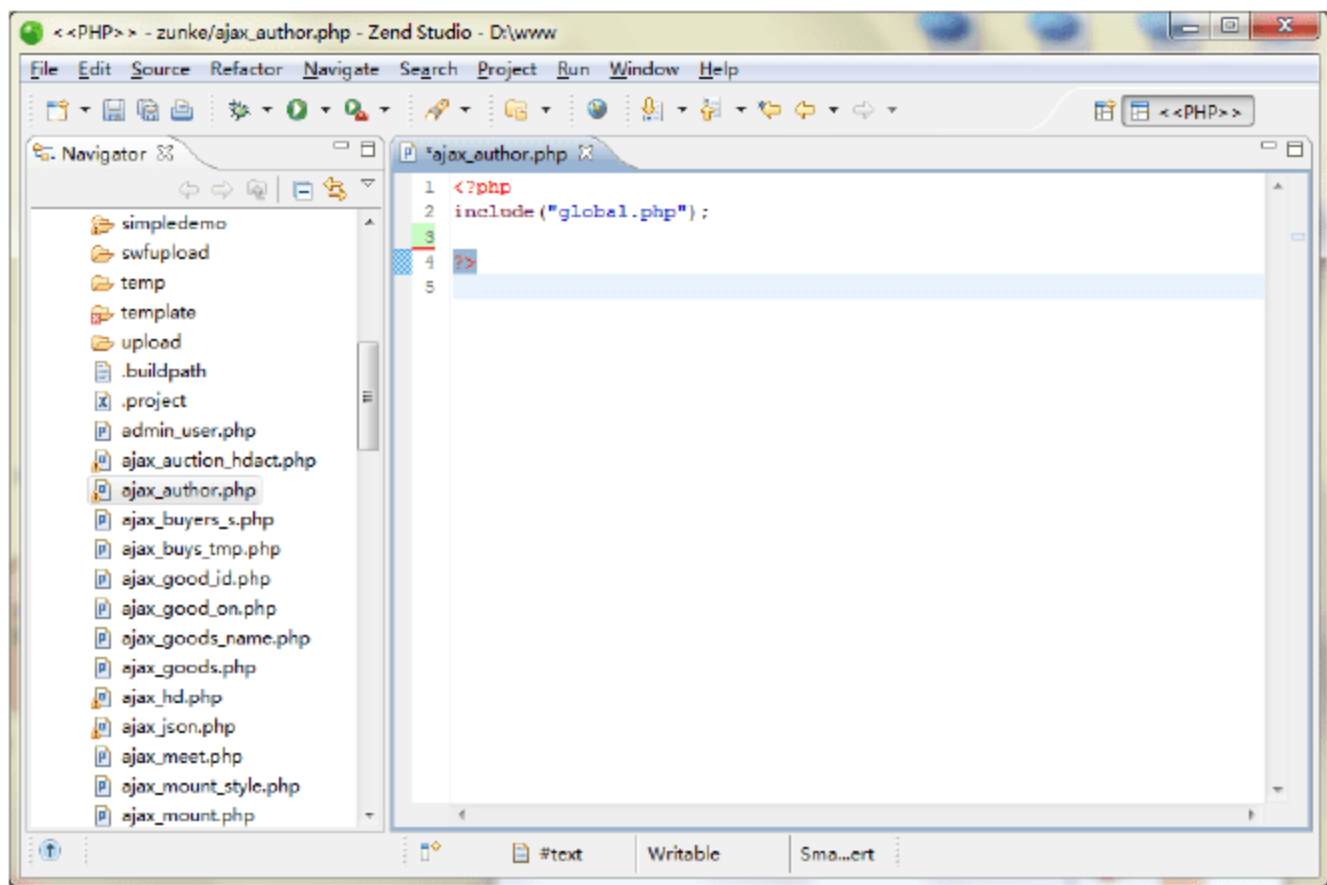 <<PHP>> - zunke/ajax_author.php - Zend Studio - D:\www
File Edit Source Refactor Navigate Search Project Run Window Help
<<PHP>>
Navigator
*ajax_author.php
simpledemo
swfupload
temp
template
upload
.buildpath
.project
admin_user.php
ajax_auction_hdact.php
ajax_author.php
ajax_buyers_s.php
ajax_buys_tmp.php
ajax_good_id.php
ajax_good_on.php
ajax_goods_name.php
ajax_goods.php
ajax_hd.php
ajax_json.php
ajax_meet.php
ajax_mount_style.php
ajax_mount.php
1 <?php
2 include("global.php");
3
4 ?>
5
#text Writable Sma...ert